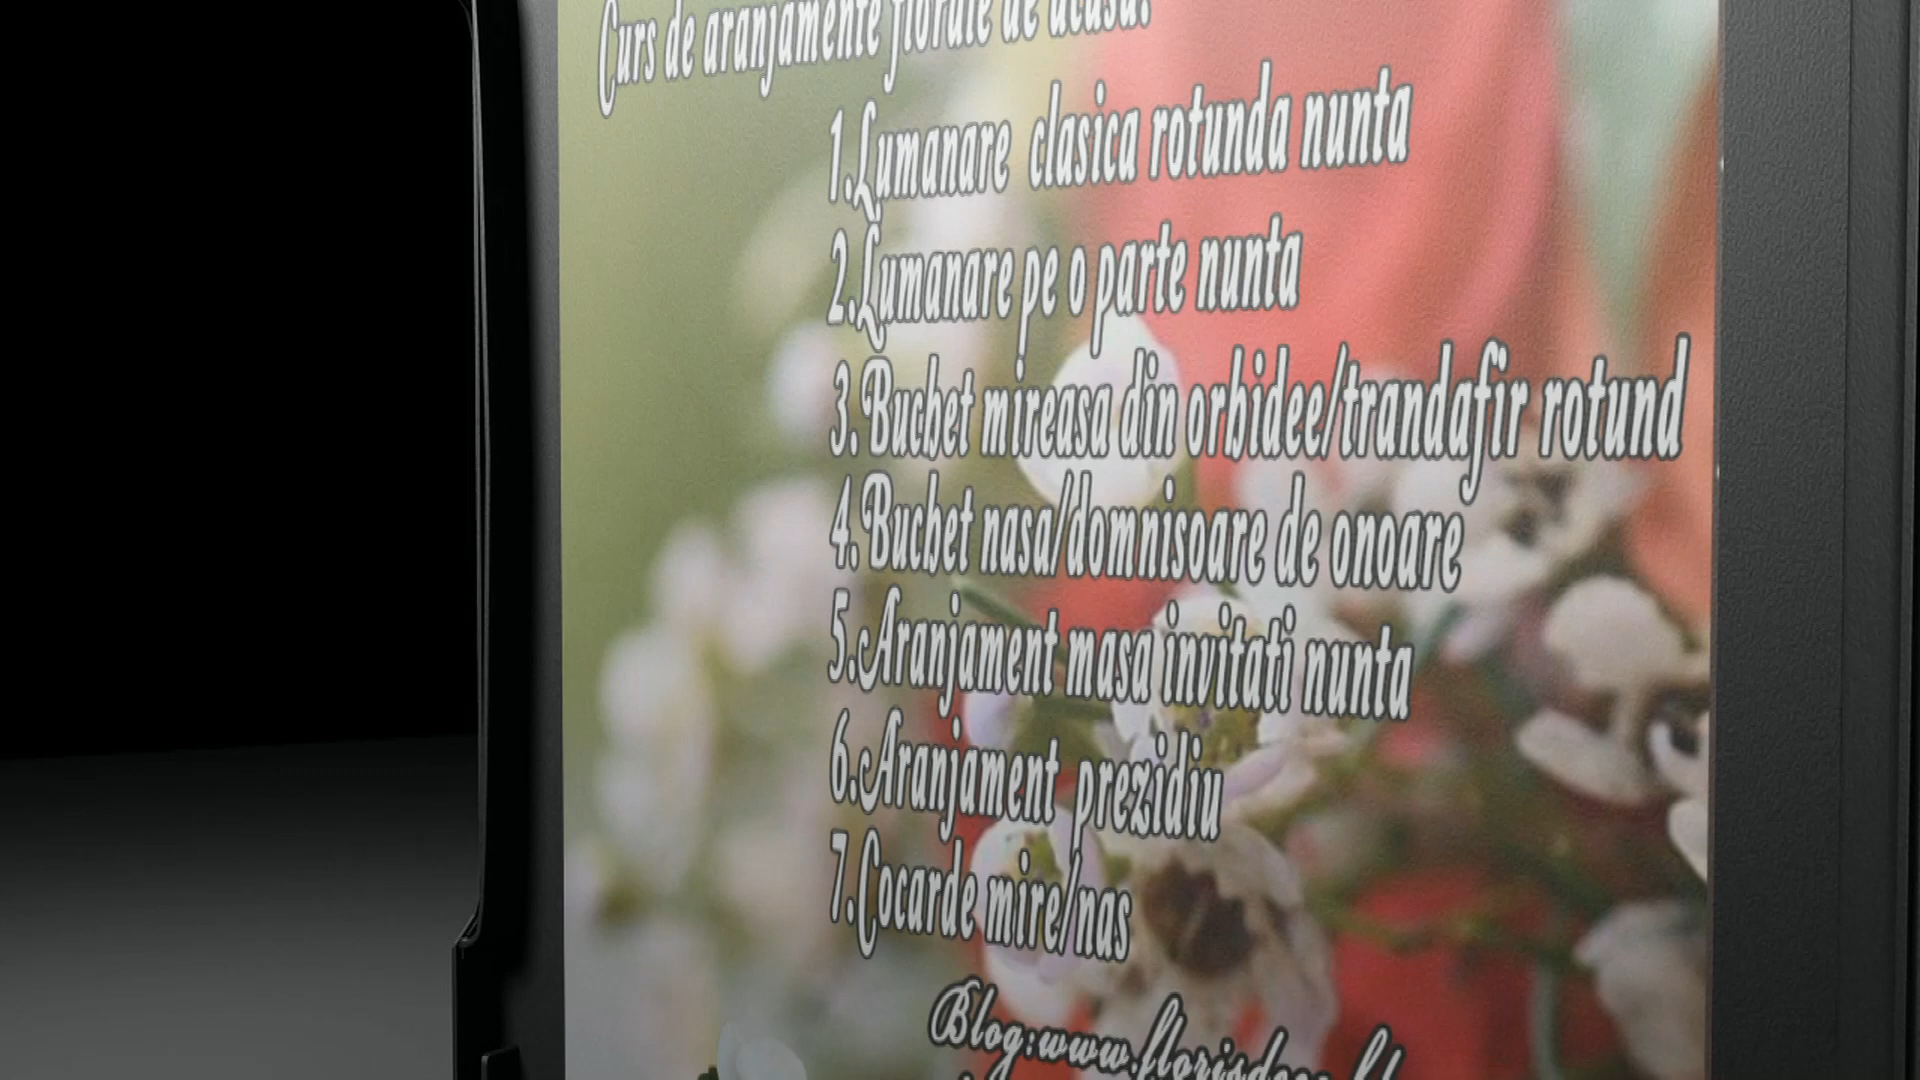 Curs de aranjamente florale de acasa:
1.Lumanare clasica rotunda nunta
2.Lumanare pe o parte nunta
3.Buchet mireasa din orhidee/trandafir rotund
4.Buchet nasa/domnisoare de onoare
5.Aranjament masa invitati nunta
6.Aranjament prezidiu
7.Cocarde mire/nas
Blog:www.